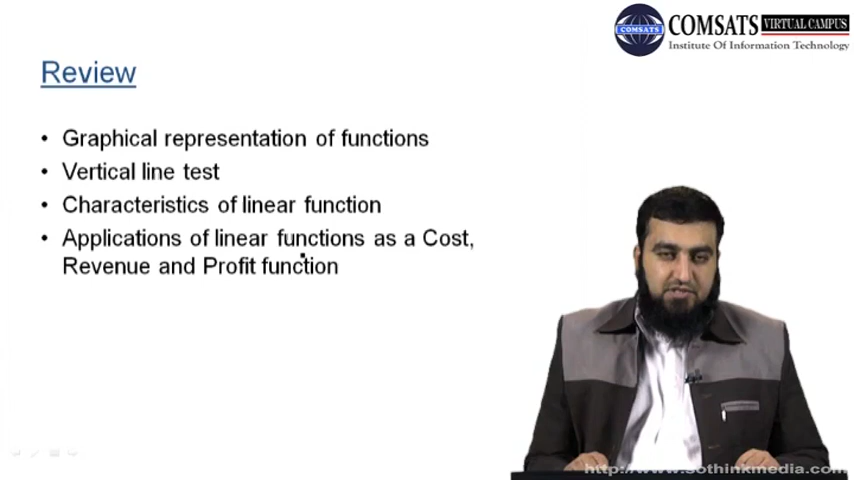 COMSATS VIRTUAL CAMPUS
COMSATS
Institute Of Information Technology
Review
• Graphical representation of functions
• Vertical line test
• Characteristics of linear function
• Applications of linear functions as a Cost,
Revenue and Profit function
http://www.sothinkmedia.com/